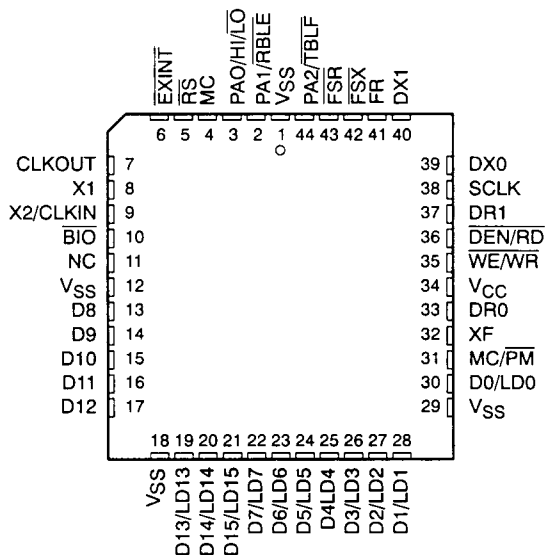 EXINT
RS
MC
PAO/HI/LO
PA1/RBLE
VSS
PA2/TBLF
FSR
FSX
FR
DX1
6 5 4 3 2 1 44 43 42 41 40
CLKOUT 7
X1 8
X2/CLKIN 9
BIO 10
NC 11
VSS 12
D8 13
D9 14
D10 15
D11 16
D12 17
39 DX0
38 SCLK
37 DR1
36 DEN/RD
35 WE/WR
34 VCC
33 DR0
32 XF
31 MC/PM
30 D0/LD0
29 VSS
18 19 20 21 22 23 24 25 26 27 28
VSS
D13/LD13
D14/LD14
D15/LD15
D7/LD7
D6/LD6
D5/LD5
D4LD4
D3/LD3
D2/LD2
D1/LD1